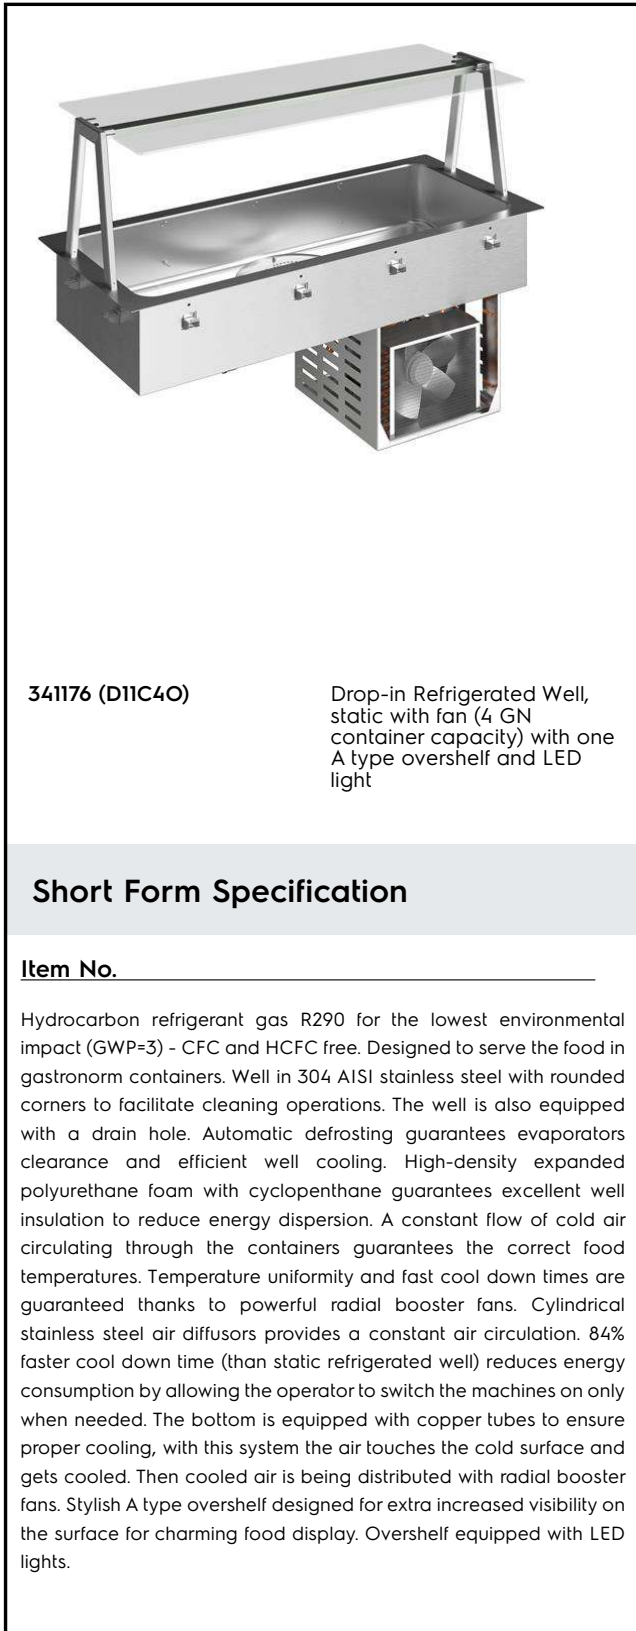 341176 (D11C4O)
Drop-in Refrigerated Well,
static with fan (4 GN
container capacity) with one
A type overshelf and LED
light
Short Form Specification
Item No.
Hydrocarbon refrigerant gas R290 for the lowest environmental
impact (GWP=3) - CFC and HCFC free. Designed to serve the food in
gastronorm containers. Well in 304 AISI stainless steel with rounded
corners to facilitate cleaning operations. The well is also equipped
with a drain hole. Automatic defrosting guarantees evaporators
clearance and efficient well cooling. High-density expanded
polyurethane foam with cyclopenthane guarantees excellent well
insulation to reduce energy dispersion. A constant flow of cold air
circulating through the containers guarantees the correct food
temperatures. Temperature uniformity and fast cool down times are
guaranteed thanks to powerful radial booster fans. Cylindrical
stainless steel air diffusors provides a constant air circulation. 84%
faster cool down time (than static refrigerated well) reduces energy
consumption by allowing the operator to switch the machines on only
when needed. The bottom is equipped with copper tubes to ensure
proper cooling, with this system the air touches the cold surface and
gets cooled. Then cooled air is being distributed with radial booster
fans. Stylish A type overshelf designed for extra increased visibility on
the surface for charming food display. Overshelf equipped with LED
lights.